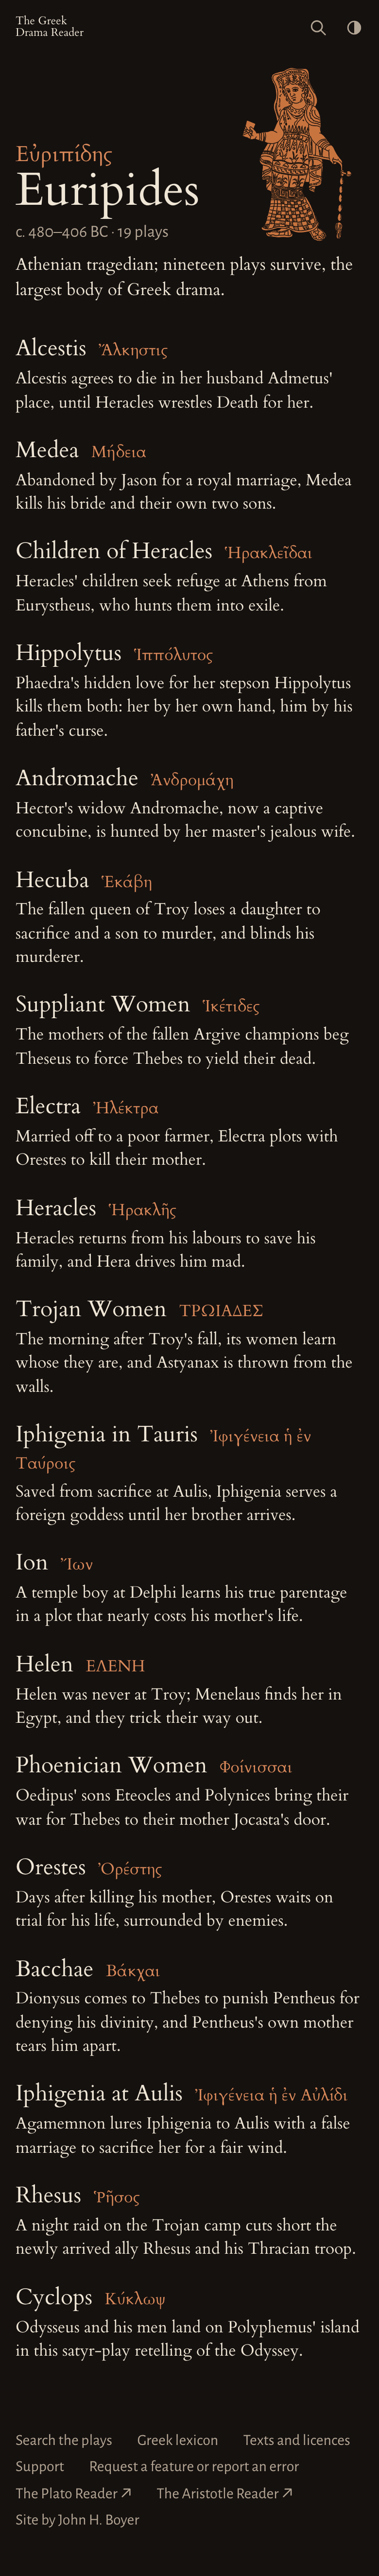 The Greek
Drama Reader
Εὐριπίδης
Euripides
c. 480–406 BC · 19 plays
Athenian tragedian; nineteen plays survive, the
largest body of Greek drama.
Alcestis Ἄλκηστις
Alcestis agrees to die in her husband Admetus'
place, until Heracles wrestles Death for her.
Medea Μήδεια
Abandoned by Jason for a royal marriage, Medea
kills his bride and their own two sons.
Children of Heracles Ἡρακλεῖδαι
Heracles' children seek refuge at Athens from
Eurystheus, who hunts them into exile.
Hippolytus Ἱππόλυτος
Phaedra's hidden love for her stepson Hippolytus
kills them both: her by her own hand, him by his
father's curse.
Andromache Ἀνδρομάχη
Hector's widow Andromache, now a captive
concubine, is hunted by her master's jealous wife.
Hecuba Ἑκάβη
The fallen queen of Troy loses a daughter to
sacrifice and a son to murder, and blinds his
murderer.
Suppliant Women Ἱκέτιδες
The mothers of the fallen Argive champions beg
Theseus to force Thebes to yield their dead.
Electra Ἠλέκτρα
Married off to a poor farmer, Electra plots with
Orestes to kill their mother.
Heracles Ἡρακλῆς
Heracles returns from his labours to save his
family, and Hera drives him mad.
Trojan Women ΤΡΩΙΑΔΕΣ
The morning after Troy's fall, its women learn
whose they are, and Astyanax is thrown from the
walls.
Iphigenia in Tauris Ἰφιγένεια ἡ ἐν
Ταύροις
Saved from sacrifice at Aulis, Iphigenia serves a
foreign goddess until her brother arrives.
Ion Ἴων
A temple boy at Delphi learns his true parentage
in a plot that nearly costs his mother's life.
Helen ΕΛΕΝΗ
Helen was never at Troy; Menelaus finds her in
Egypt, and they trick their way out.
Phoenician Women Φοίνισσαι
Oedipus' sons Eteocles and Polynices bring their
war for Thebes to their mother Jocasta's door.
Orestes Ὀρέστης
Days after killing his mother, Orestes waits on
trial for his life, surrounded by enemies.
Bacchae Βάκχαι
Dionysus comes to Thebes to punish Pentheus for
denying his divinity, and Pentheus's own mother
tears him apart.
Iphigenia at Aulis Ἰφιγένεια ἡ ἐν Αὐλίδι
Agamemnon lures Iphigenia to Aulis with a false
marriage to sacrifice her for a fair wind.
Rhesus Ῥῆσος
A night raid on the Trojan camp cuts short the
newly arrived ally Rhesus and his Thracian troop.
Cyclops Κύκλωψ
Odysseus and his men land on Polyphemus' island
in this satyr-play retelling of the Odyssey.
Search the plays Greek lexicon Texts and licences
Support Request a feature or report an error
The Plato Reader ↗ The Aristotle Reader ↗
Site by John H. Boyer